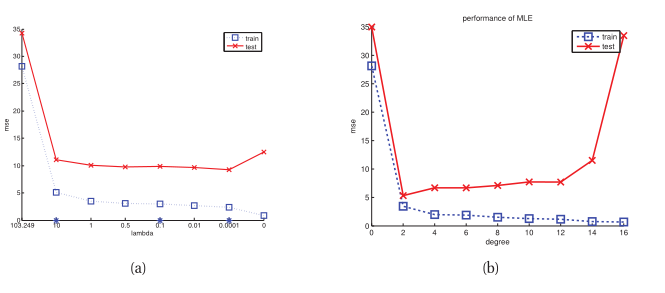 performance of MLE
35
30
25
20
15
10
5
0
mse
103.249 10 1 0.5 0.1 0.01 0.0001 0
lambda
train
test
(a)
35
30
25
20
15
10
5
0
mse
0 2 4 6 8 10 12 14 16
degree
train
test
(b)